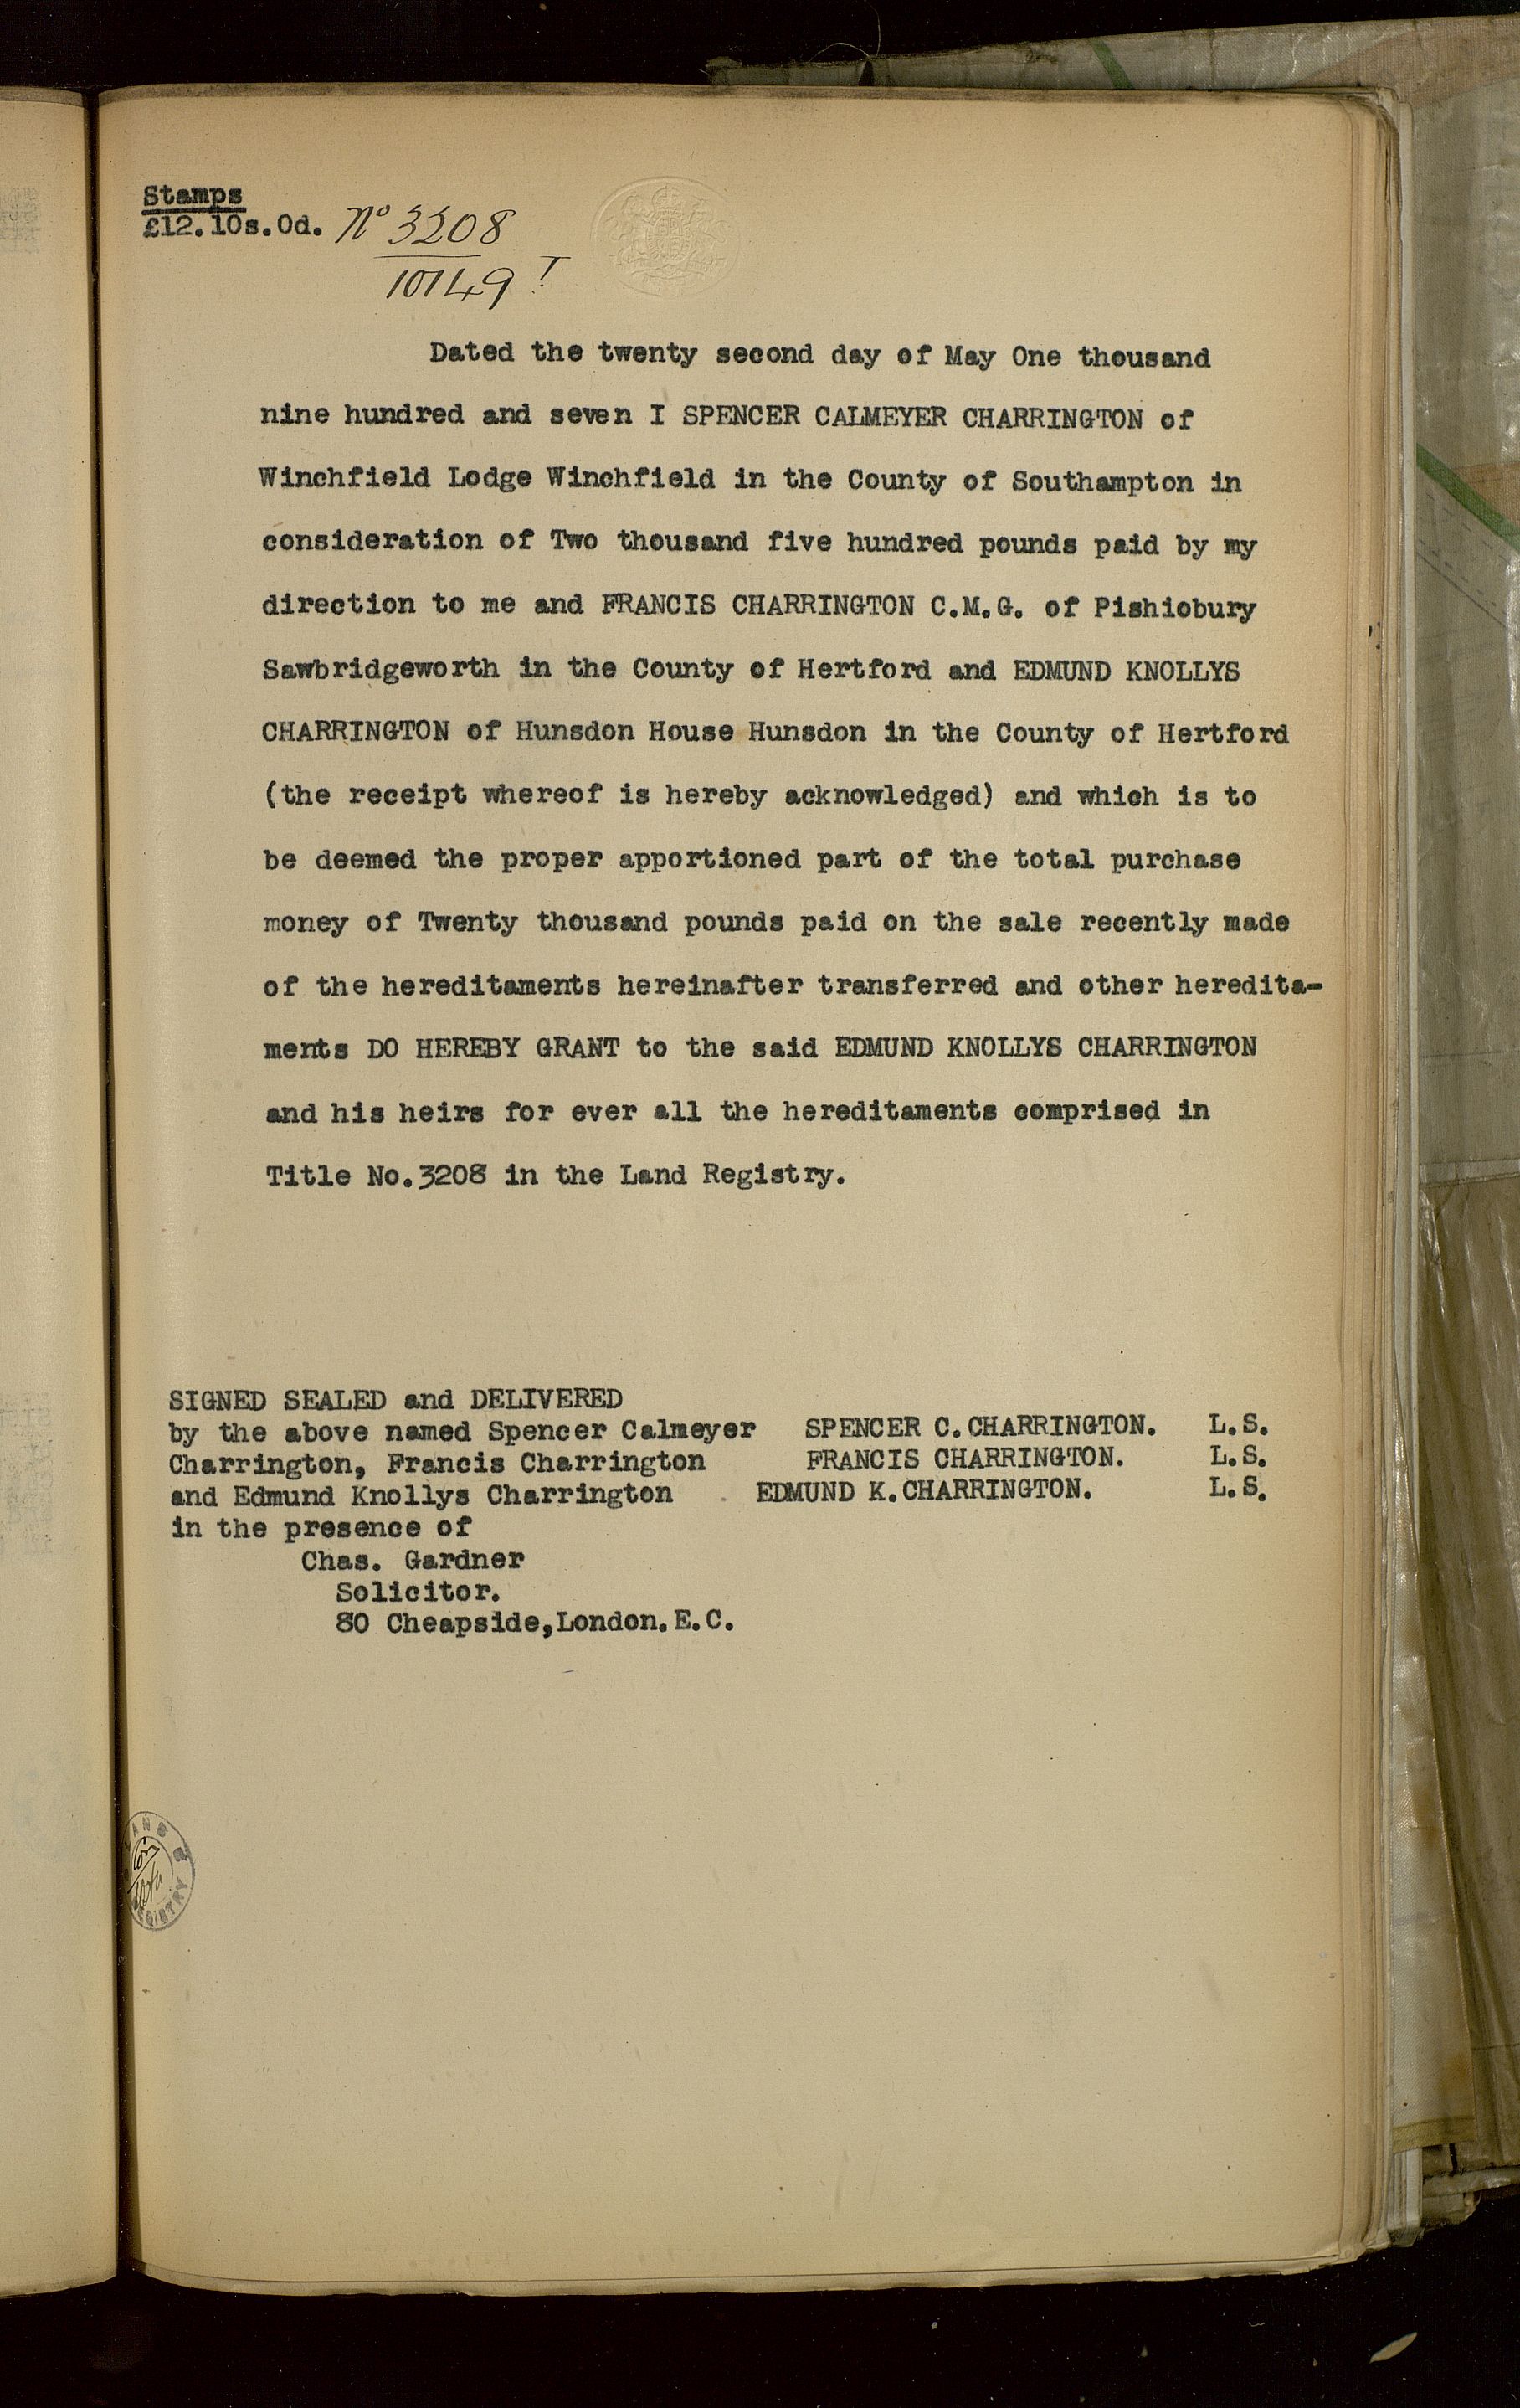 Stamps
£12.10s.0d. No 3208
10149 T
Dated the twenty second day of May One thousand
nine hundred and seven I SPENCER CALMEYER CHARRINGTON of
Winchfield Lodge Winchfield in the County of Southampton in
consideration of Two thousand five hundred pounds paid by my
direction to me and FRANCIS CHARRINGTON C.M.G. of Pishiobury
Sawbridgeworth in the County of Hertford and EDMUND KNOLLYS
CHARRINGTON of Hunsdon House Hunsdon in the County of Hertford
(the receipt whereof is hereby acknowledged) and which is to
be deemed the proper apportioned part of the total purchase
money of Twenty thousand pounds paid on the sale recently made
of the hereditaments hereinafter transferred and other heredita-
ments DO HEREBY GRANT to the said EDMUND KNOLLYS CHARRINGTON
and his heirs for ever all the hereditaments comprised in
Title No.3208 in the Land Registry.
SIGNED SEALED and DELIVERED
by the above named Spencer Calmeyer SPENCER C.CHARRINGTON. L.S.
Charrington, Francis Charrington FRANCIS CHARRINGTON. L.S.
and Edmund Knollys Charrington EDMUND K.CHARRINGTON. L.S.
in the presence of
Chas. Gardner
Solicitor.
80 Cheapside,London.E.C.